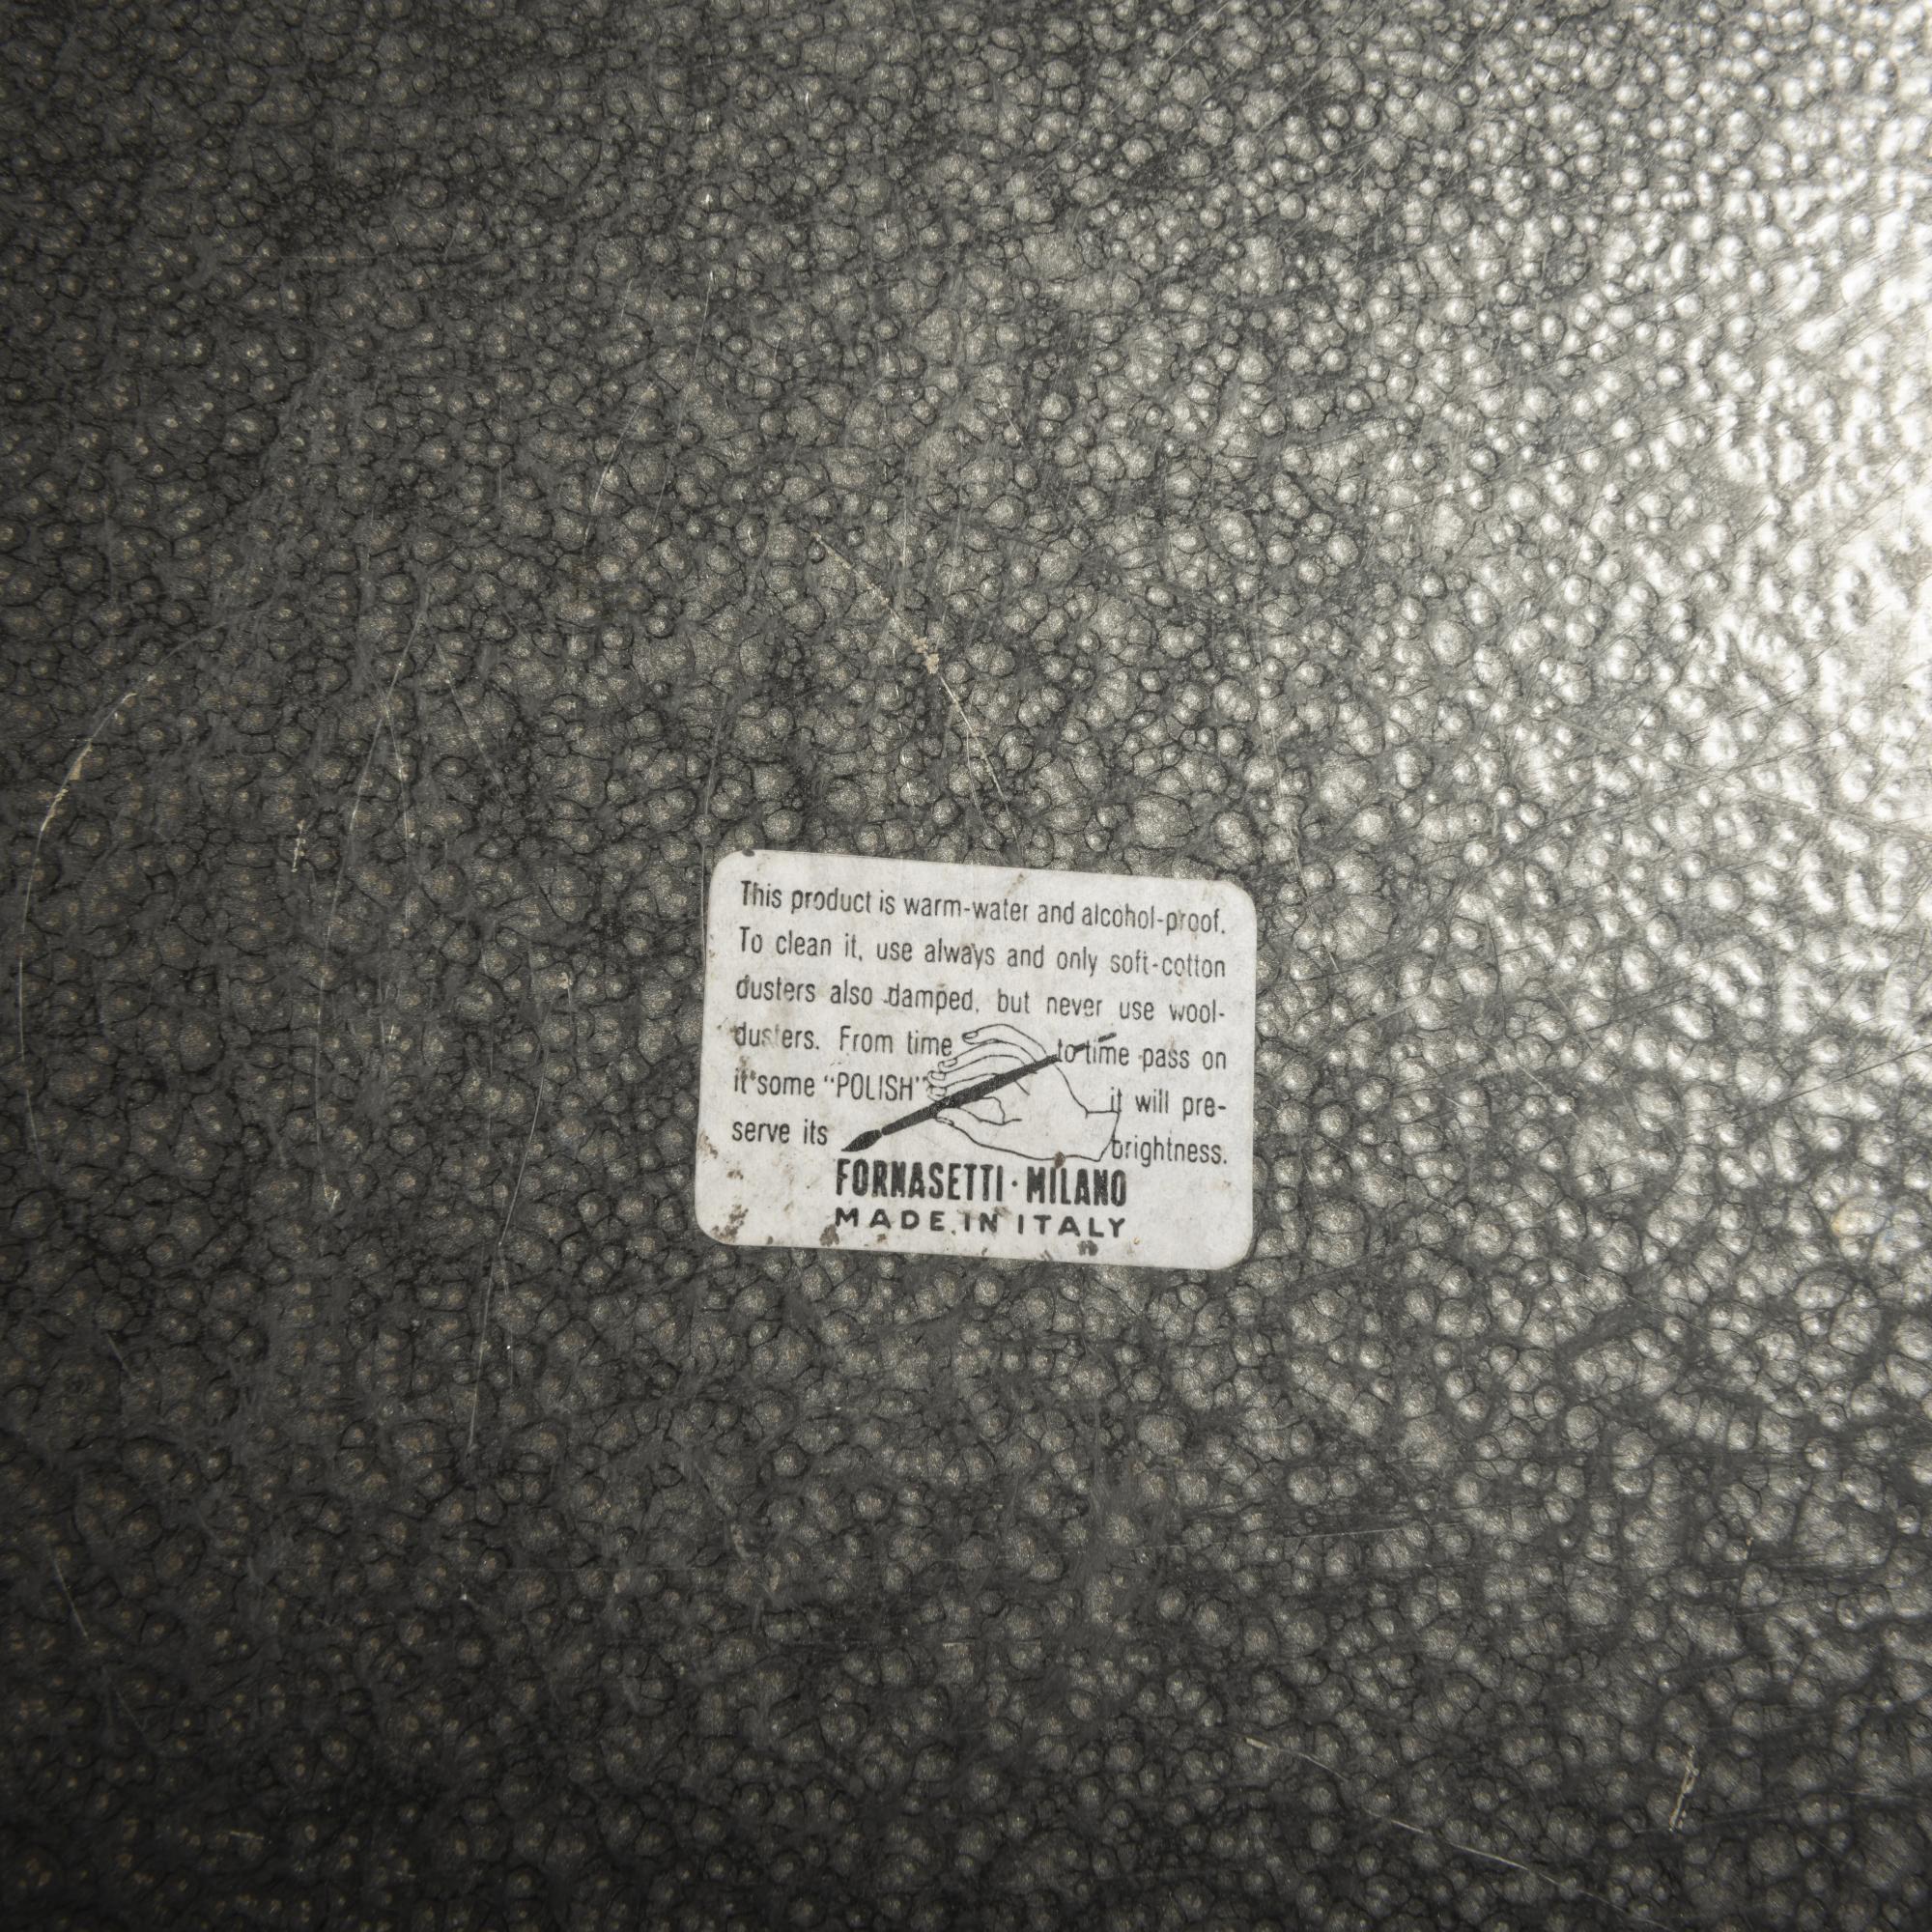 This product is warm-water and alcohol-proof.
To clean it, use always and only soft-cotton
dusters also damped, but never use wool-
dusters. From time to time pass on
it some “POLISH” it will pre-
serve its brightness.
FORNASETTI · MILANO
MADE IN ITALY